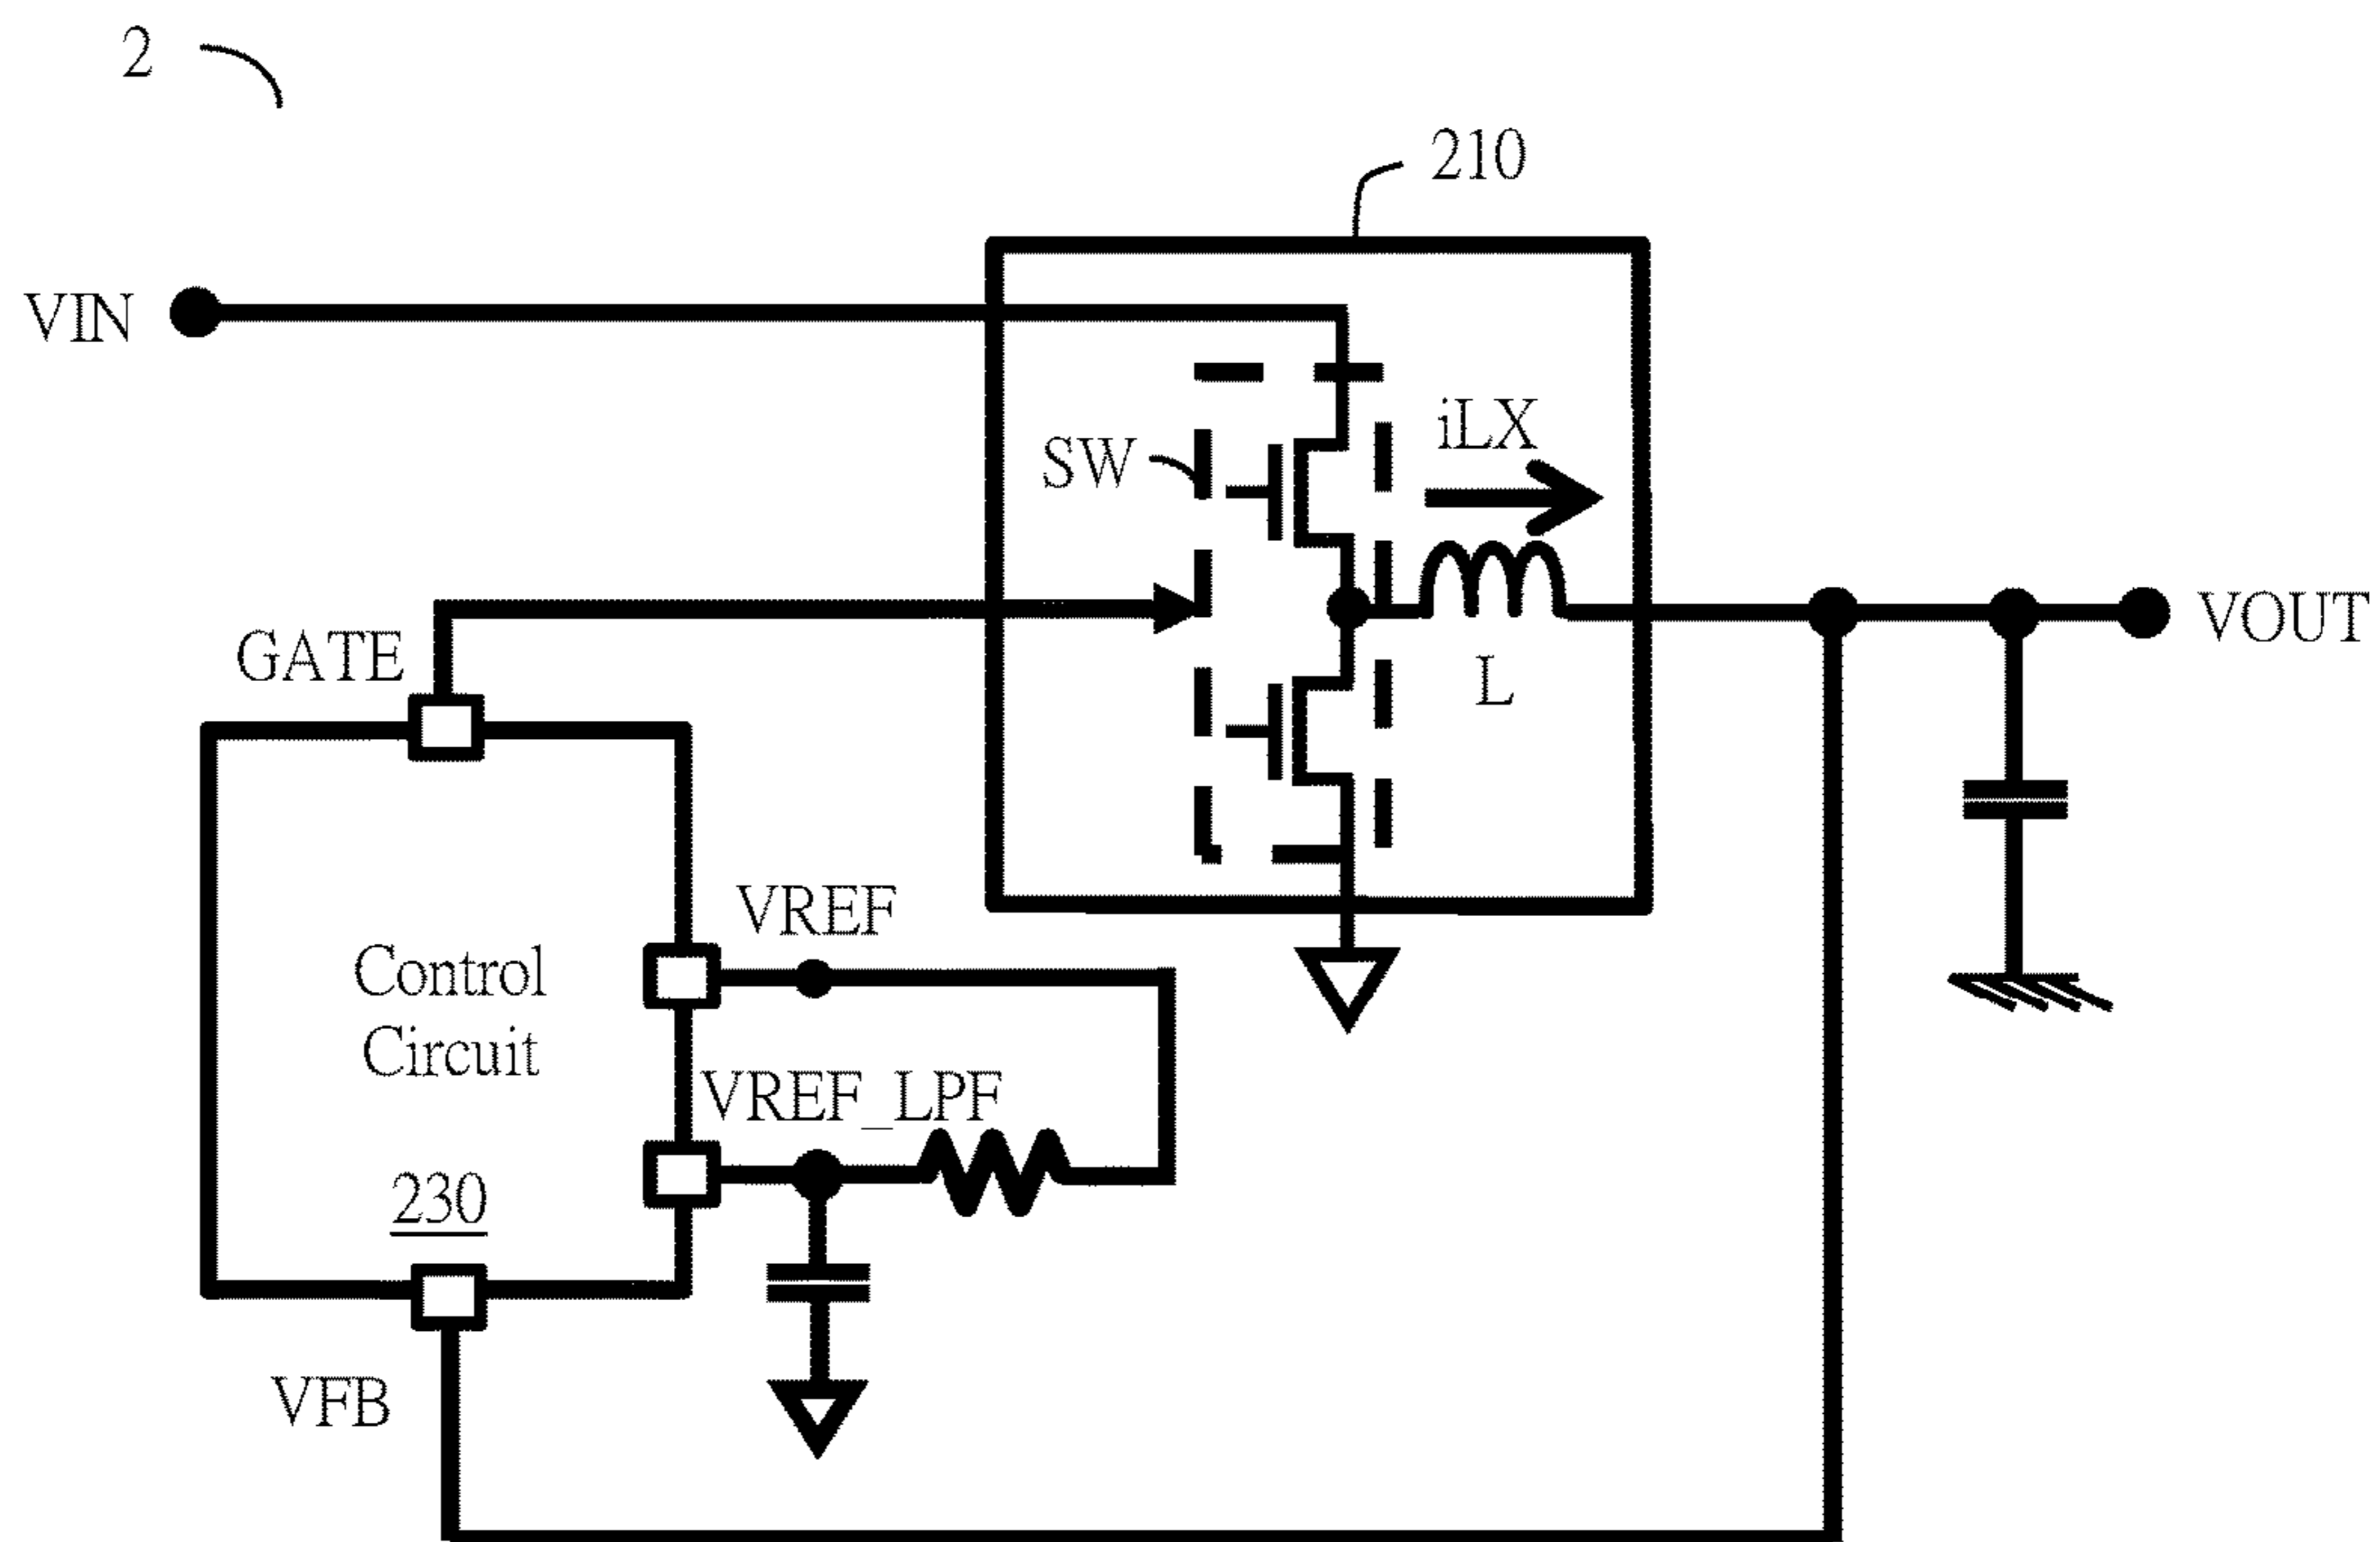 2
210
VIN
iLX
SW
GATE
VOUT
L
VREF
Control
Circuit
VREF_LPF
230
VFB